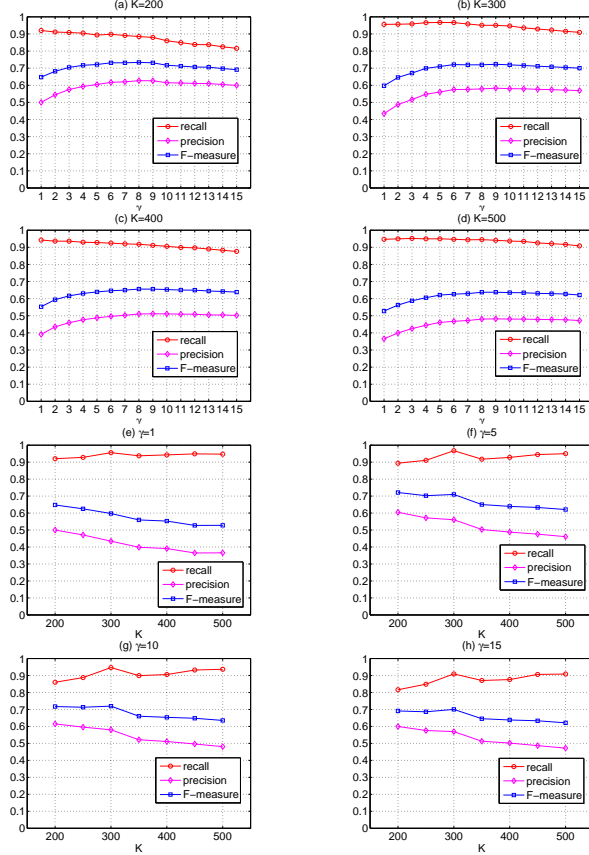 (a) K=200
1
0.9
0.8
0.7
0.6
0.5
0.4
0.3
0.2
0.1
0
recall
precision
F−measure
1 2 3 4 5 6 7 8 9 10 11 12 13 14 15
γ
(b) K=300
1
0.9
0.8
0.7
0.6
0.5
0.4
0.3
0.2
0.1
0
recall
precision
F−measure
1 2 3 4 5 6 7 8 9 10 11 12 13 14 15
γ
(c) K=400
1
0.9
0.8
0.7
0.6
0.5
0.4
0.3
0.2
0.1
0
recall
precision
F−measure
1 2 3 4 5 6 7 8 9 10 11 12 13 14 15
γ
(d) K=500
1
0.9
0.8
0.7
0.6
0.5
0.4
0.3
0.2
0.1
0
recall
precision
F−measure
1 2 3 4 5 6 7 8 9 10 11 12 13 14 15
γ
(e) γ=1
1
0.9
0.8
0.7
0.6
0.5
0.4
0.3
0.2
0.1
0
recall
precision
F−measure
200 300 400 500
K
(f) γ=5
1
0.9
0.8
0.7
0.6
0.5
0.4
0.3
0.2
0.1
0
recall
precision
F−measure
200 300 400 500
K
(g) γ=10
1
0.9
0.8
0.7
0.6
0.5
0.4
0.3
0.2
0.1
0
recall
precision
F−measure
200 300 400 500
K
(h) γ=15
1
0.9
0.8
0.7
0.6
0.5
0.4
0.3
0.2
0.1
0
recall
precision
F−measure
200 300 400 500
K